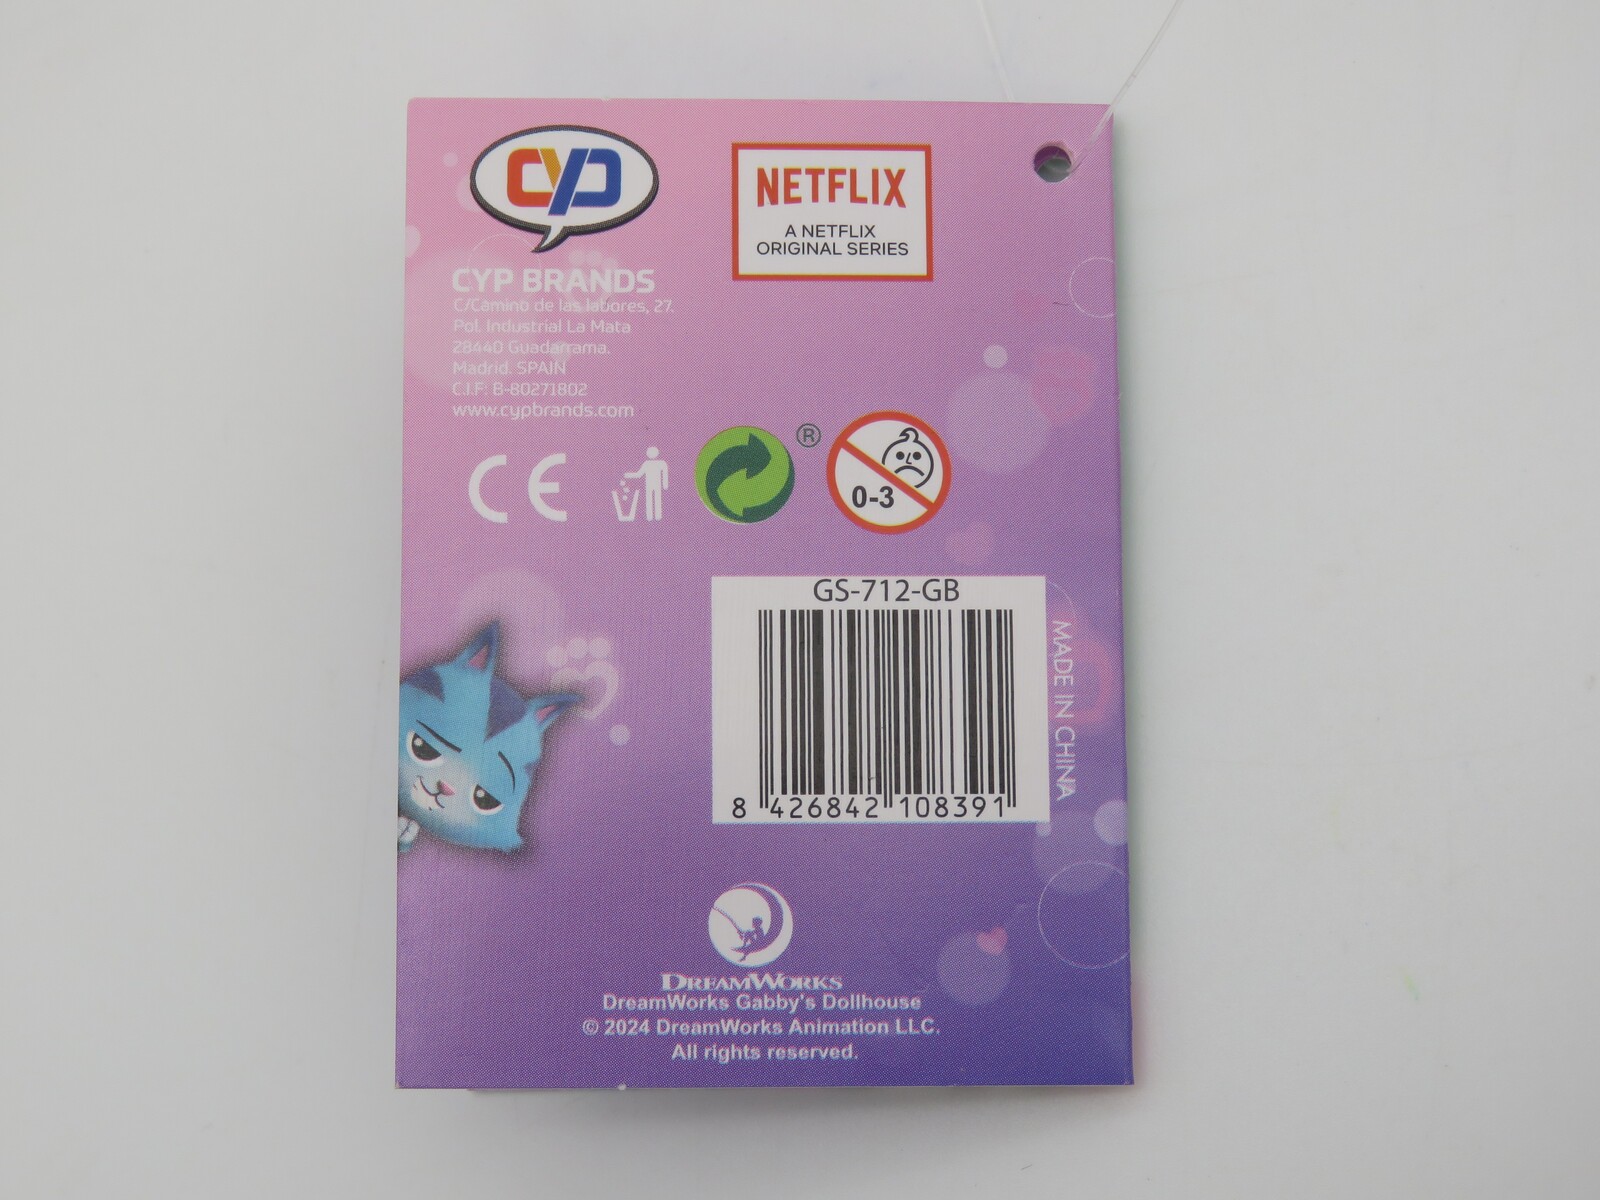 CYP
CYP BRANDS
C/Camino de las labores, 27.
Pol. Industrial La Mata
28440 Guadarrama.
Madrid. SPAIN
C.I.F: B-80271802
www.cypbrands.com
NETFLIX
A NETFLIX
ORIGINAL SERIES
CE
®
0-3
GS-712-GB
8 426842 108391
MADE IN CHINA
DREAMWORKS
DreamWorks Gabby's Dollhouse
© 2024 DreamWorks Animation LLC.
All rights reserved.